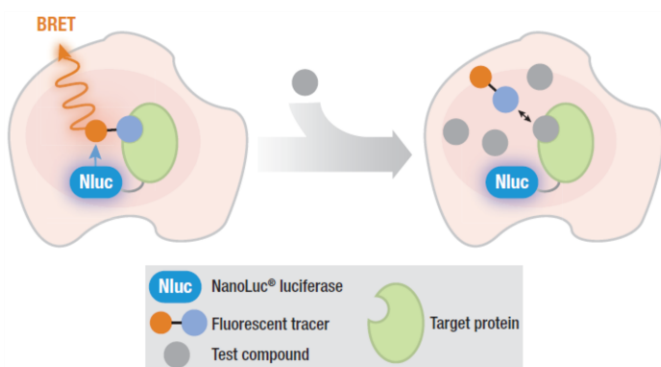 BRET
Nluc
Nluc
Nluc NanoLuc® luciferase
Fluorescent tracer
Target protein
Test compound